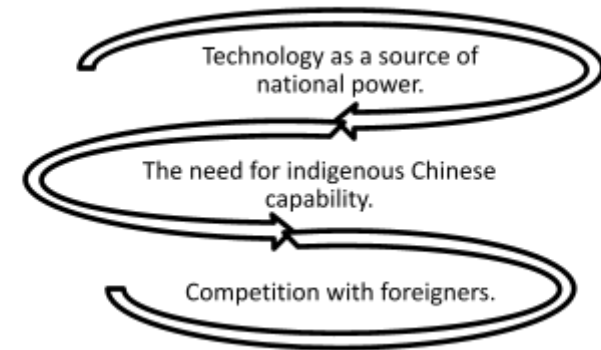 Technology as a source of
national power.
The need for indigenous Chinese
capability.
Competition with foreigners.